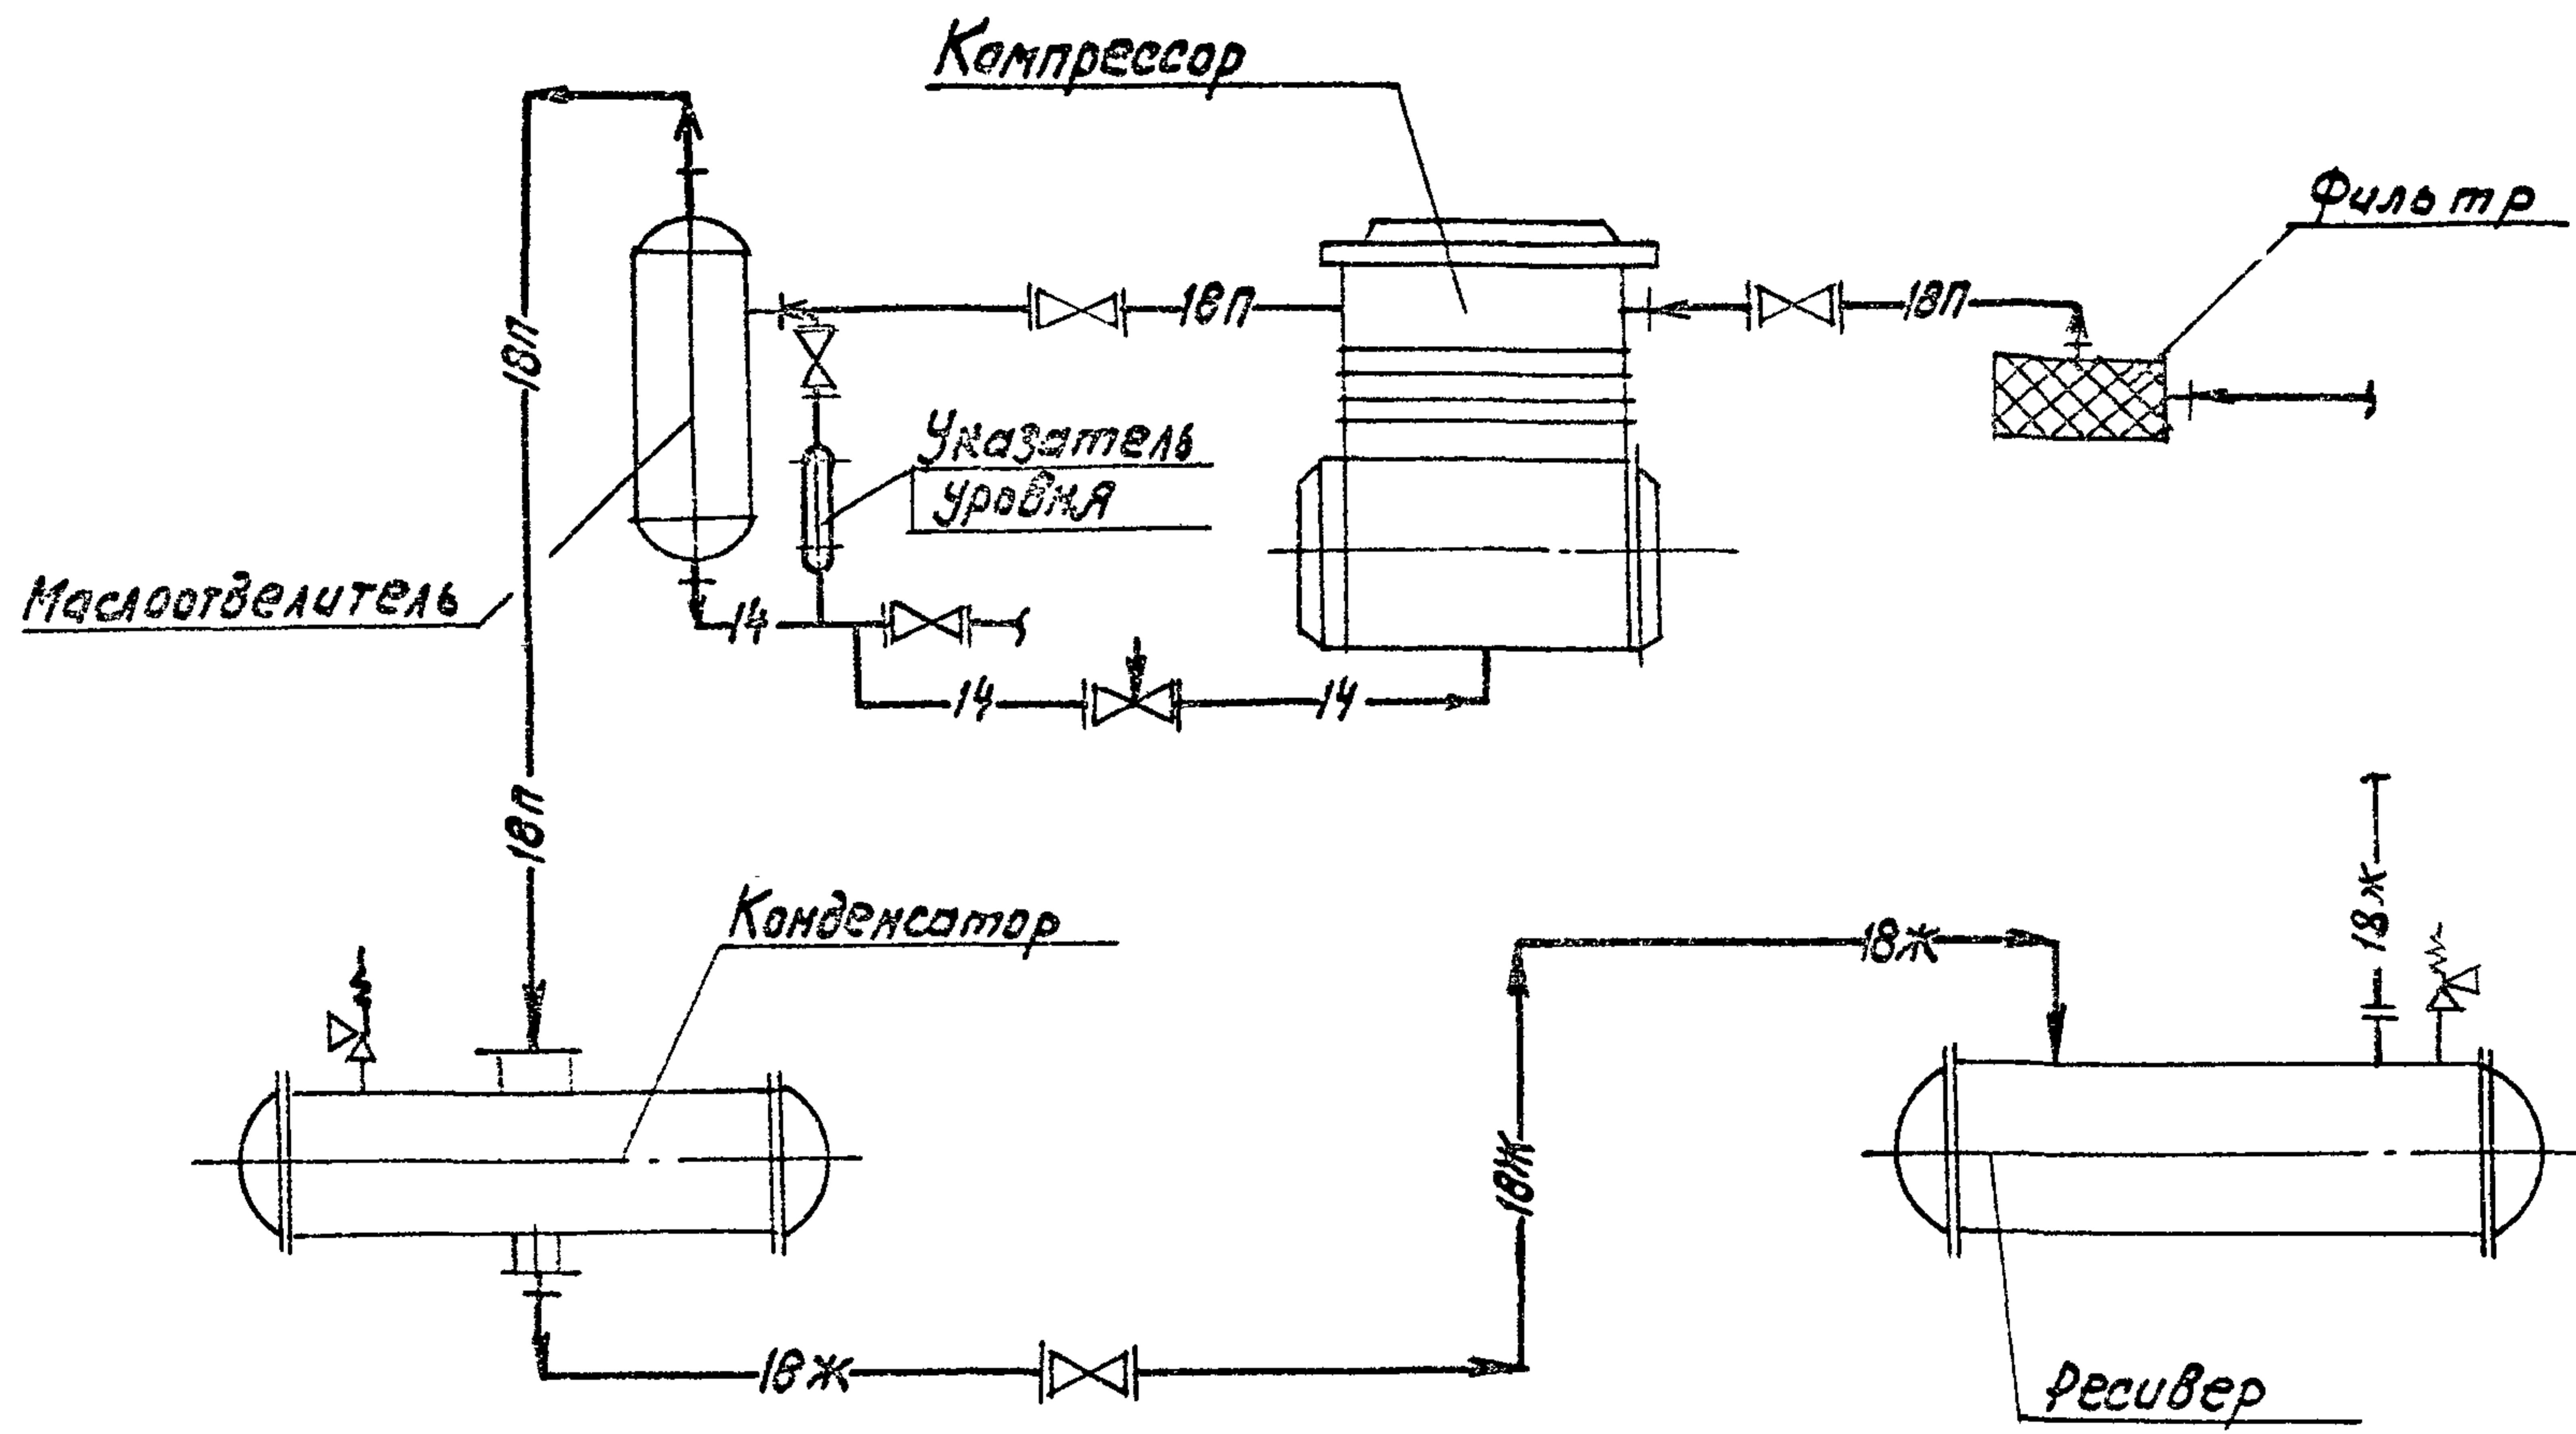 Компрессор
Фильтр
18П
18П
18П
Указатель
уровня
Маслоотделитель
14
14
14
18П
Конденсатор
18Ж
18Ж
18Ж
18Ж
Ресивер